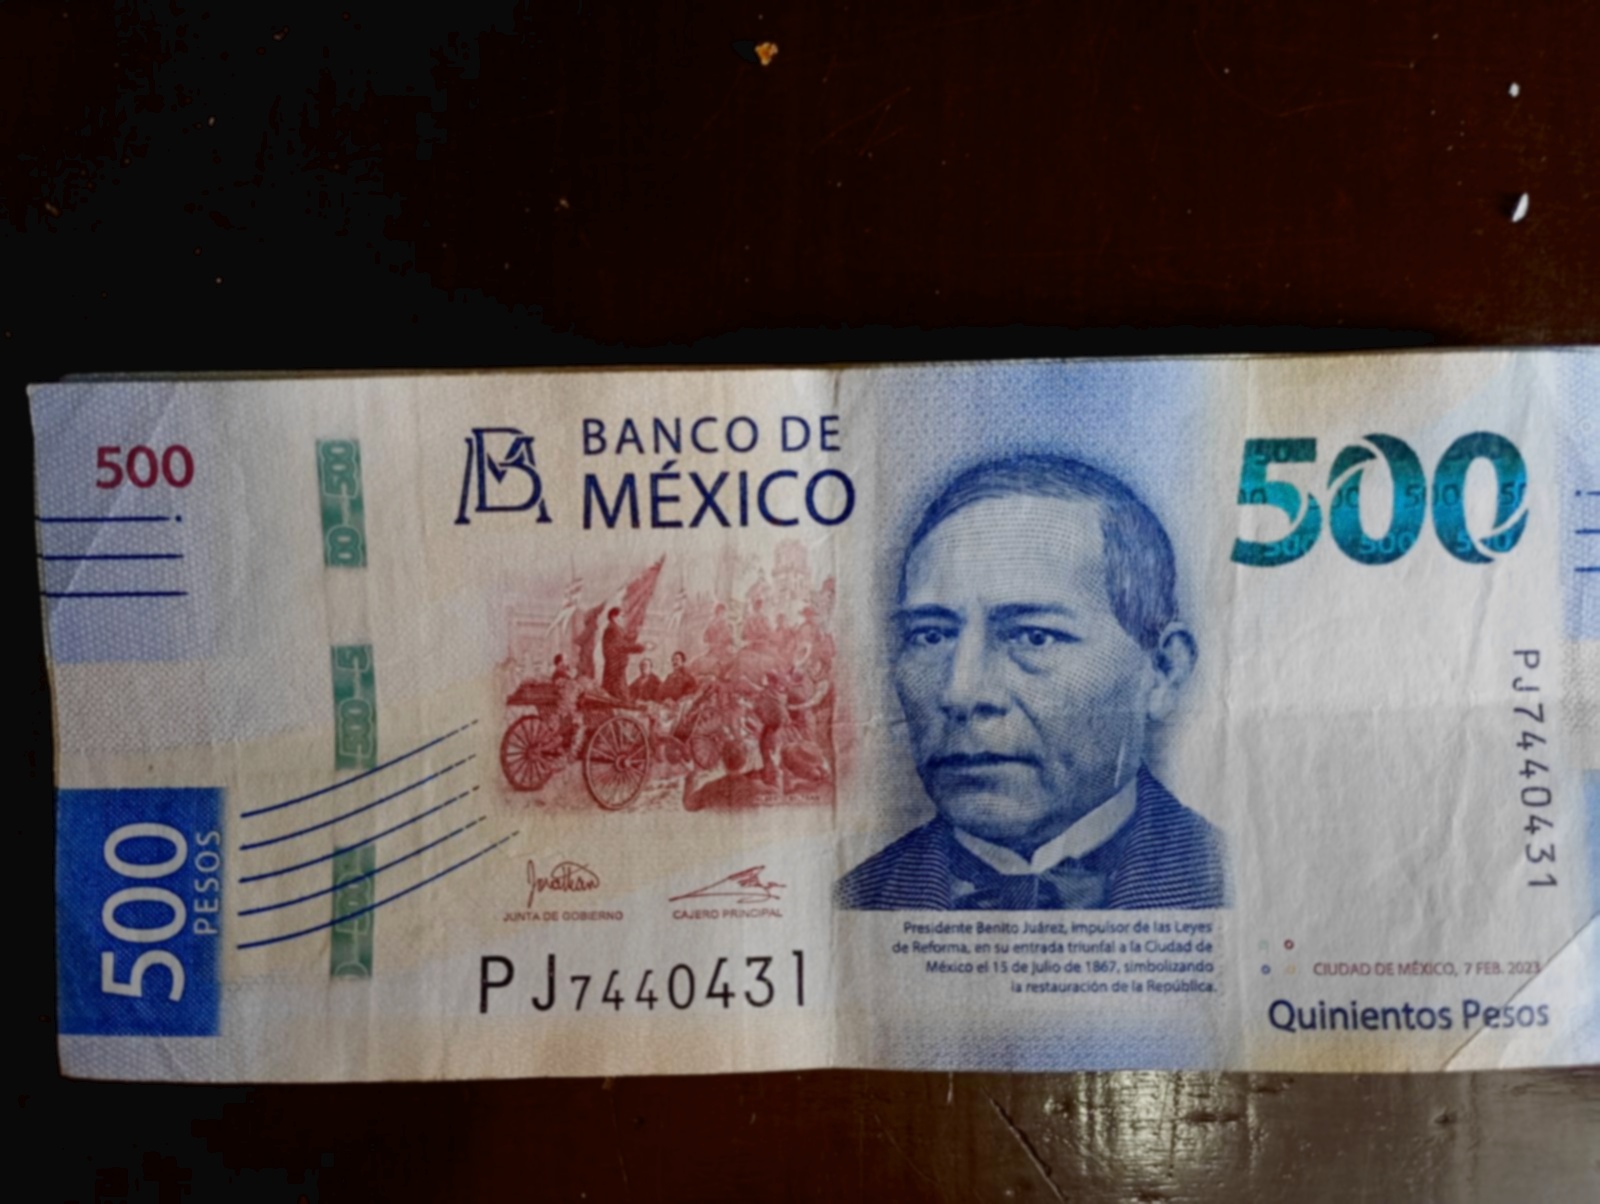 500
BANCO DE
MÉXICO
500
500
PESOS
JUNTA DE GOBIERNO
CAJERO PRINCIPAL
PJ7440431
PJ7440431
Presidente Benito Juárez, impulsor de las Leyes
de Reforma, en su entrada triunfal a la Ciudad de
México el 15 de julio de 1867, simbolizando
la restauración de la República.
CIUDAD DE MÉXICO, 7 FEB. 2023
Quinientos Pesos